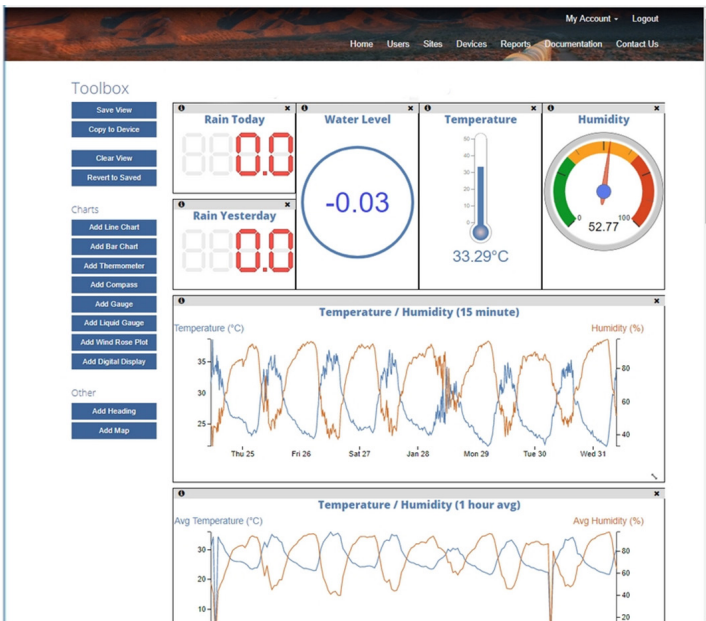 My Account Logout
Home Users Sites Devices Reports Documentation Contact Us
Toolbox
Save View
Copy to Device
Clear View
Revert to Saved
Charts
Add Line Chart
Add Bar Chart
Add Thermometer
Add Compass
Add Gauge
Add Liquid Gauge
Add Wind Rose Plot
Add Digital Display
Other
Add Heading
Add Map
Rain Today
0.0
Rain Yesterday
0.0
Water Level
-0.03
Temperature
50
40
30
20
10
0
33.29°C
Humidity
0 100
52.77
Temperature / Humidity (15 minute)
Temperature (°C) Humidity (%)
35
30
25
80
60
40
Thu 25 Fri 26 Sat 27 Jan 28 Mon 29 Tue 30 Wed 31
Temperature / Humidity (1 hour avg)
Avg Temperature (°C) Avg Humidity (%)
30
20
10
80
60
40
20